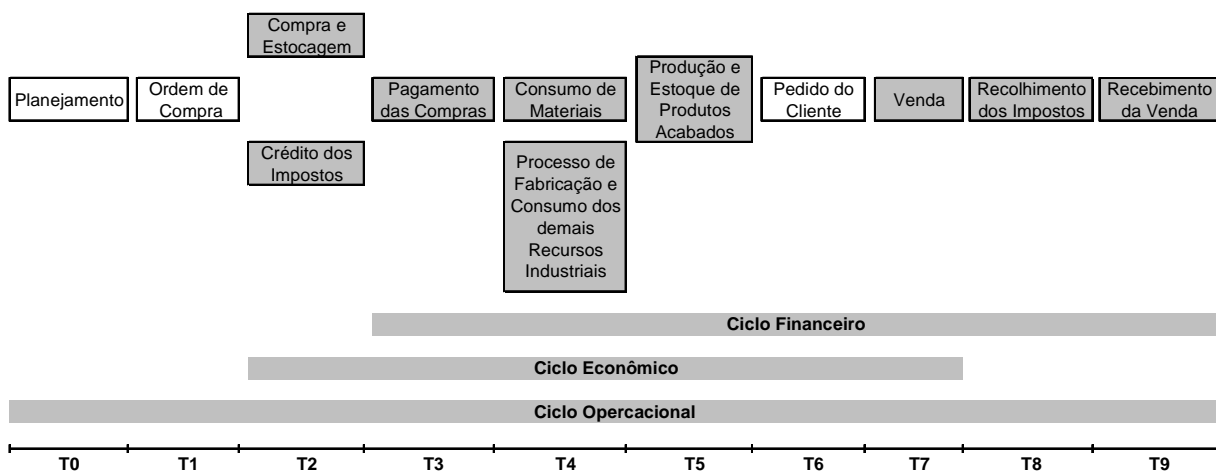 Compra e
Estocagem
Planejamento
Ordem de
Compra
Pagamento
das Compras
Consumo de
Materiais
Produção e
Estoque de
Produtos
Acabados
Pedido do
Cliente
Venda
Recolhimento
dos Impostos
Recebimento
da Venda
Crédito dos
Impostos
Processo de
Fabricação e
Consumo dos
demais
Recursos
Industriais
Ciclo Financeiro
Ciclo Econômico
Ciclo Opercacional
T0 T1 T2 T3 T4 T5 T6 T7 T8 T9